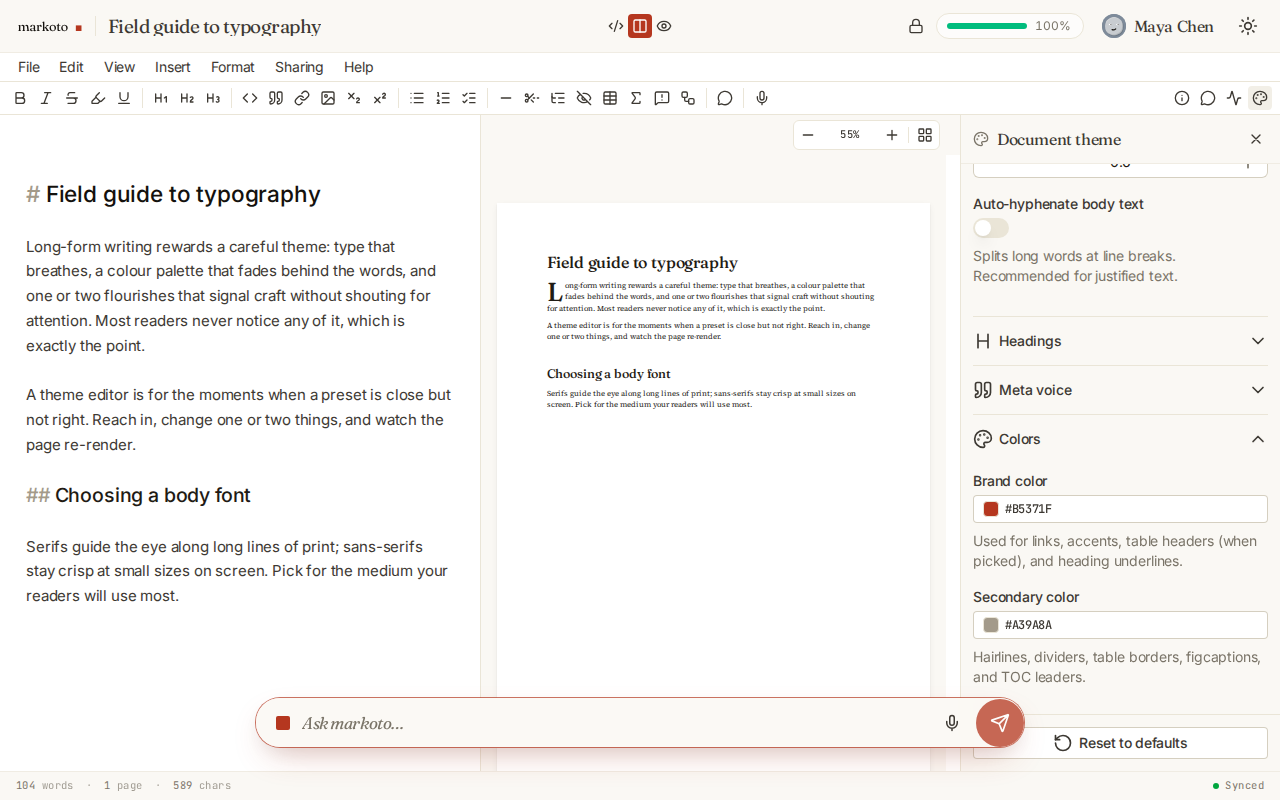 markoto
Field guide to typography
100%
Maya Chen
File Edit View Insert Format Sharing Help
H1 H2 H3
X2 X2
55%
# Field guide to typography
Long-form writing rewards a careful theme: type that
breathes, a colour palette that fades behind the words, and
one or two flourishes that signal craft without shouting for
attention. Most readers never notice any of it, which is
exactly the point.
A theme editor is for the moments when a preset is close but
not right. Reach in, change one or two things, and watch the
page re-render.
## Choosing a body font
Serifs guide the eye along long lines of print; sans-serifs
stay crisp at small sizes on screen. Pick for the medium your
readers will use most.
Field guide to typography
Long-form writing rewards a careful theme: type that breathes, a colour palette that
fades behind the words, and one or two flourishes that signal craft without shouting
for attention. Most readers never notice any of it, which is exactly the point.
A theme editor is for the moments when a preset is close but not right. Reach in, change
one or two things, and watch the page re-render.
Choosing a body font
Serifs guide the eye along long lines of print; sans-serifs stay crisp at small sizes on
screen. Pick for the medium your readers will use most.
Document theme
Auto-hyphenate body text
Splits long words at line breaks.
Recommended for justified text.
Headings
Meta voice
Colors
Brand color
#B5371F
Used for links, accents, table headers (when
picked), and heading underlines.
Secondary color
#A39A8A
Hairlines, dividers, table borders, figcaptions,
and TOC leaders.
Reset to defaults
Ask markoto...
104 words · 1 page · 589 chars
Synced